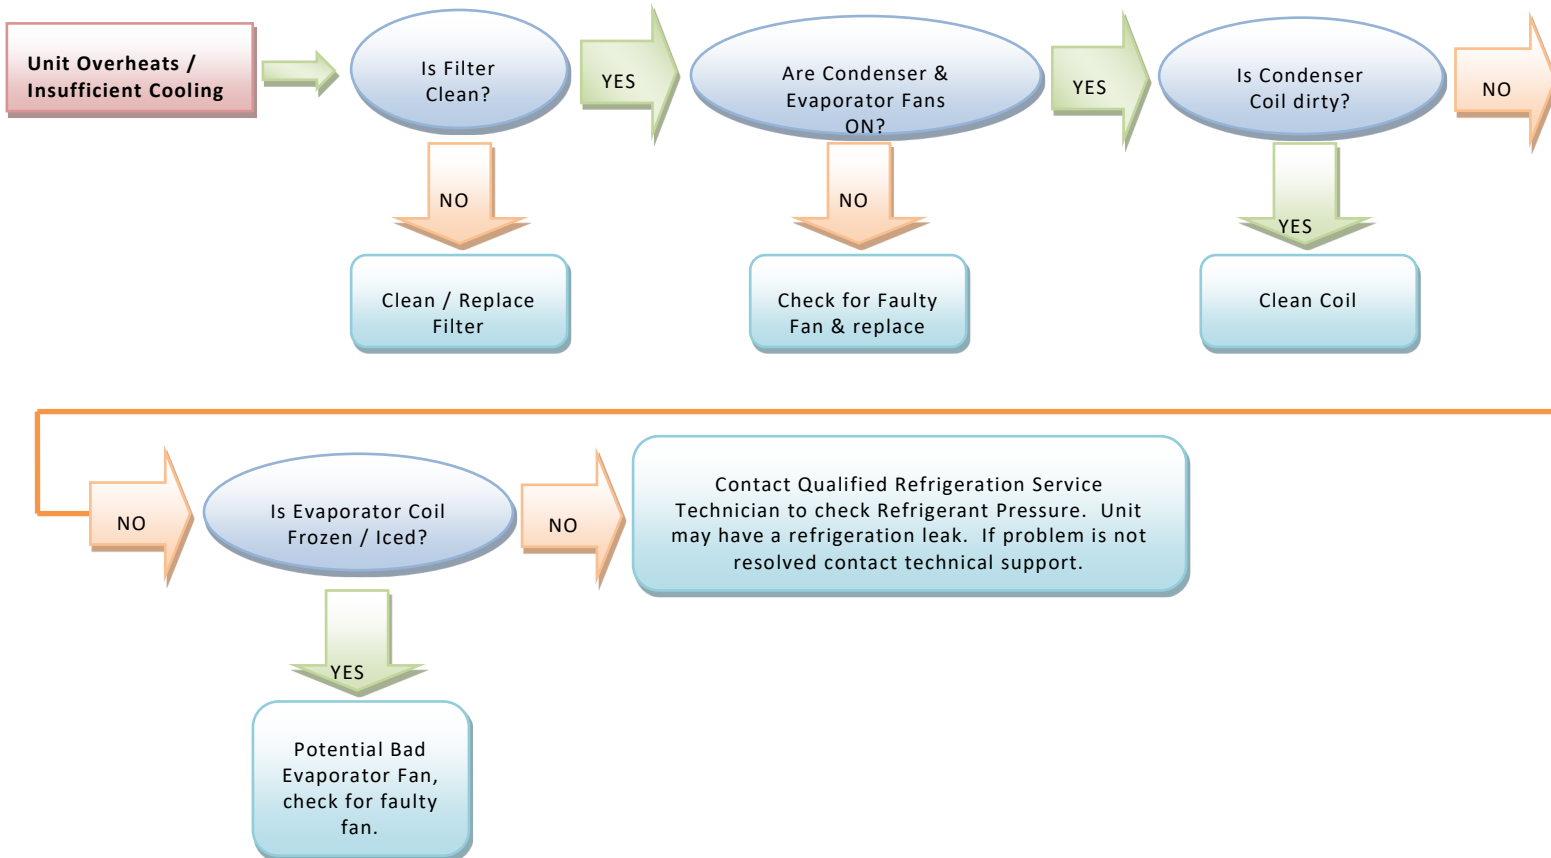 Unit Overheats /
Insufficient Cooling
Is Filter
Clean?
YES
Are Condenser &
Evaporator Fans
ON?
YES
Is Condenser
Coil dirty?
NO
NO
NO
YES
Clean / Replace
Filter
Check for Faulty
Fan & replace
Clean Coil
NO
Is Evaporator Coil
Frozen / Iced?
NO
Contact Qualified Refrigeration Service
Technician to check Refrigerant Pressure.  Unit
may have a refrigeration leak.  If problem is not
resolved contact technical support.
YES
Potential Bad
Evaporator Fan,
check for faulty
fan.